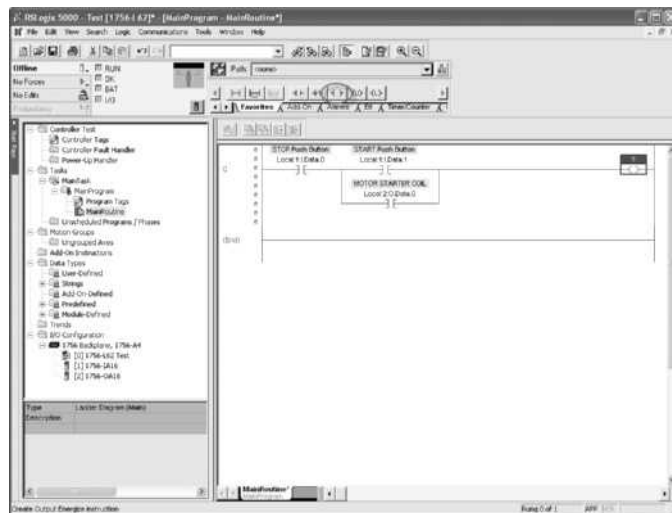 RSLogix 5000 - Test [1756-L62]* - [MainProgram - MainRoutine*]
File Edit View Search Logic Communications Tools Window Help
Offline
RUN
No Forces
OK
No Edits
BAT
I/O
Path: <none>
Favorites Add-On Alarms Bit Timer/Counter
Controller Test
Controller Tags
Controller Fault Handler
Power-Up Handler
Tasks
MainTask
MainProgram
Program Tags
MainRoutine
Unscheduled Programs / Phases
Motion Groups
Ungrouped Axes
Add-On Instructions
Data Types
User-Defined
Strings
Add-On-Defined
Predefined
Module-Defined
Trends
I/O Configuration
1756 Backplane, 1756-A4
[0] 1756-L62 Test
[1] 1756-IA16
[2] 1756-OA16
Type Ladder Diagram (Main)
Description
STOP Push Button START Push Button
Local:1:I.Data.0 Local:1:I.Data.1
0
MOTOR STARTER COIL
Local:2:O.Data.0
(End)
MainRoutine*
Create Output Energize instruction
Rung 0 of 1 APP